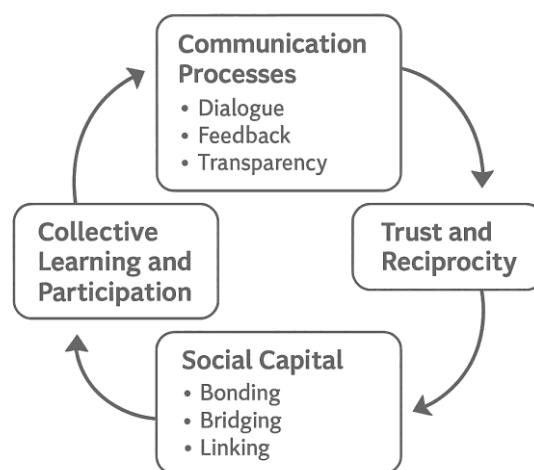 Communication
Processes
• Dialogue
• Feedback
• Transparency
Trust and
Reciprocity
Social Capital
• Bonding
• Bridging
• Linking
Collective
Learning and
Participation